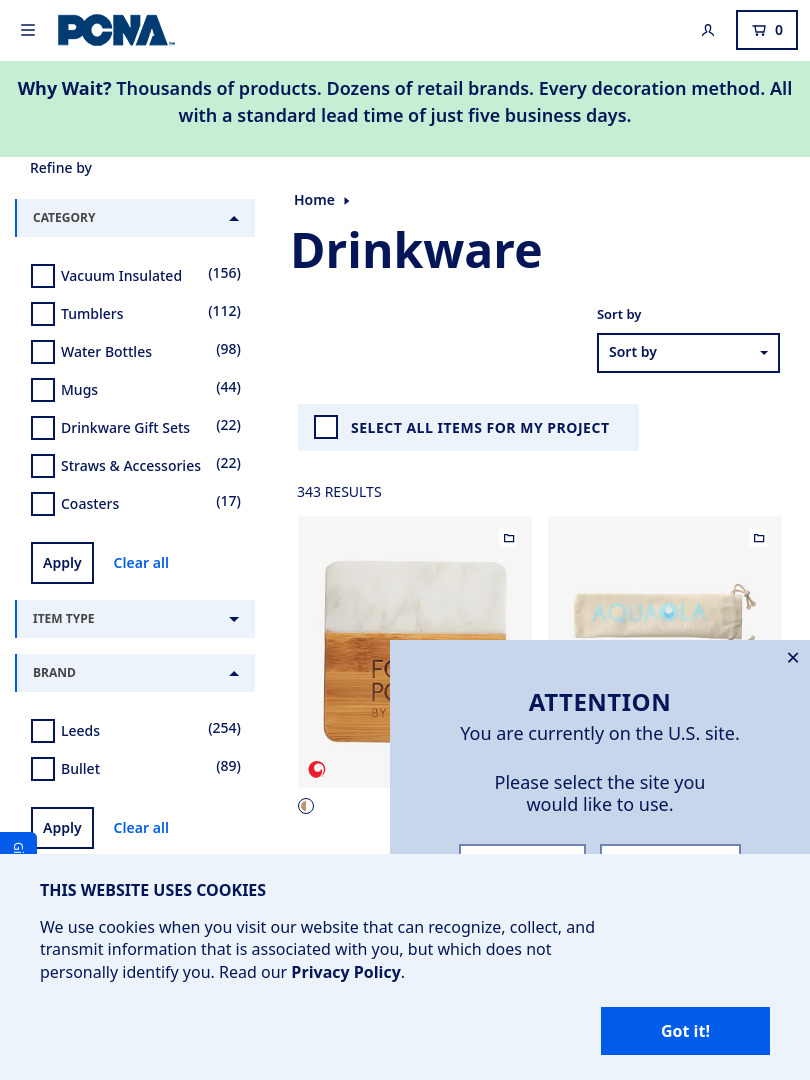 PCNA
0
Why Wait? Thousands of products. Dozens of retail brands. Every decoration method. All
with a standard lead time of just five business days.
Refine by
Home
CATEGORY
Drinkware
Vacuum Insulated (156)
Tumblers (112)
Water Bottles (98)
Mugs (44)
Drinkware Gift Sets (22)
Straws & Accessories (22)
Coasters (17)
Apply Clear all
Sort by
Sort by
SELECT ALL ITEMS FOR MY PROJECT
343 RESULTS
AQUAOLA
ITEM TYPE
BRAND
Leeds (254)
Bullet (89)
Apply Clear all
ATTENTION
You are currently on the U.S. site.
Please select the site you
would like to use.
THIS WEBSITE USES COOKIES
We use cookies when you visit our website that can recognize, collect, and
transmit information that is associated with you, but which does not
personally identify you. Read our Privacy Policy.
Got it!